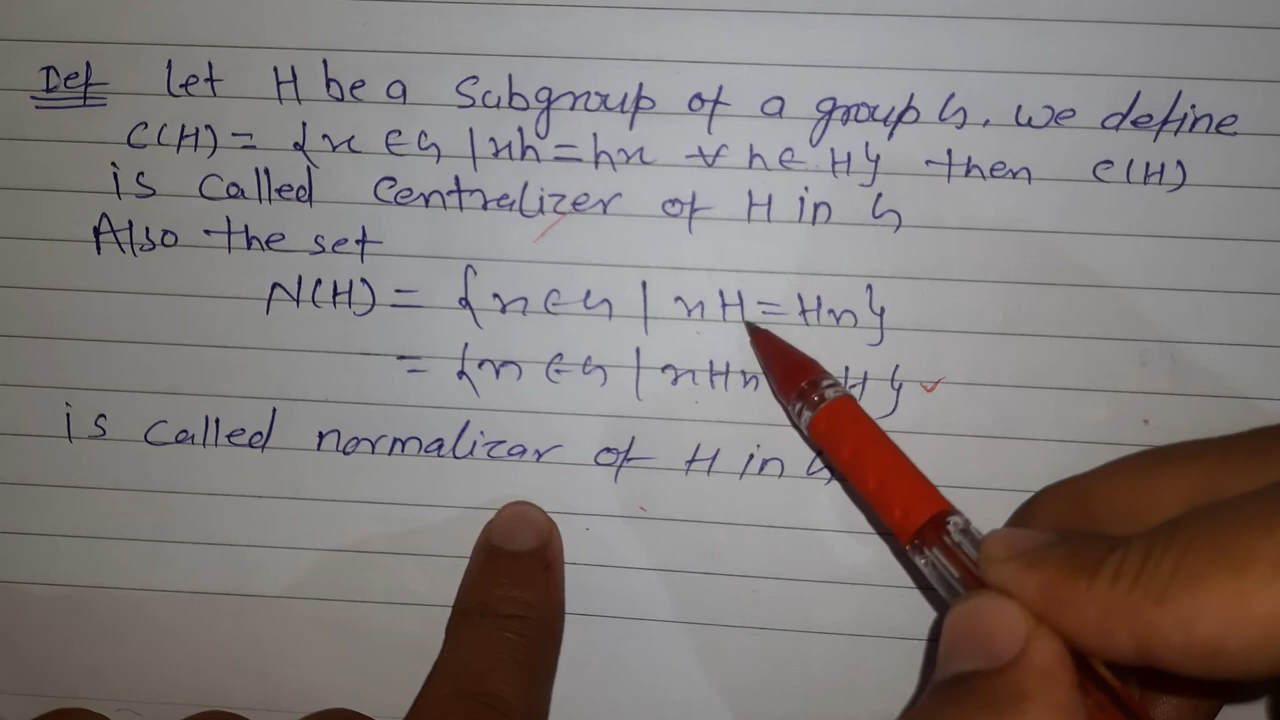 Def Let H be a Subgroup of a group G. we define
C(H) = {x ∈ G | xh = hx ∀ h ∈ H} then C(H)
is called Centralizer of H in G
Also the set
N(H) = {x ∈ G | xH = Hx}
= {x ∈ G | xHx H}
is called normalizar of H in G